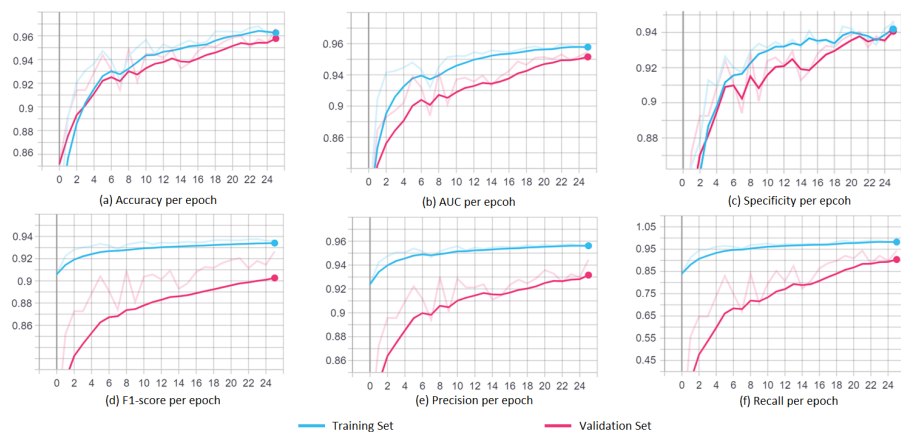 0.96
0.94
0.92
0.9
0.88
0.86
0 2 4 6 8 10 12 14 16 18 20 22 24
(a) Accuracy per epoch
0.96
0.94
0.9
0.86
0 2 4 6 8 10 12 14 16 18 20 22 24
(b) AUC per epcoh
0.94
0.92
0.9
0.88
0 2 4 6 8 10 12 14 16 18 20 22 24
(c) Specificity per epcoh
0.94
0.92
0.9
0.88
0.86
0 2 4 6 8 10 12 14 16 18 20 22 24
(d) F1-score per epoch
0.96
0.94
0.92
0.9
0.88
0.86
0 2 4 6 8 10 12 14 16 18 20 22 24
(e) Precision per epoch
1.05
0.95
0.85
0.75
0.65
0.55
0.45
0 2 4 6 8 10 12 14 16 18 20 22 24
(f) Recall per epoch
Training Set
Validation Set